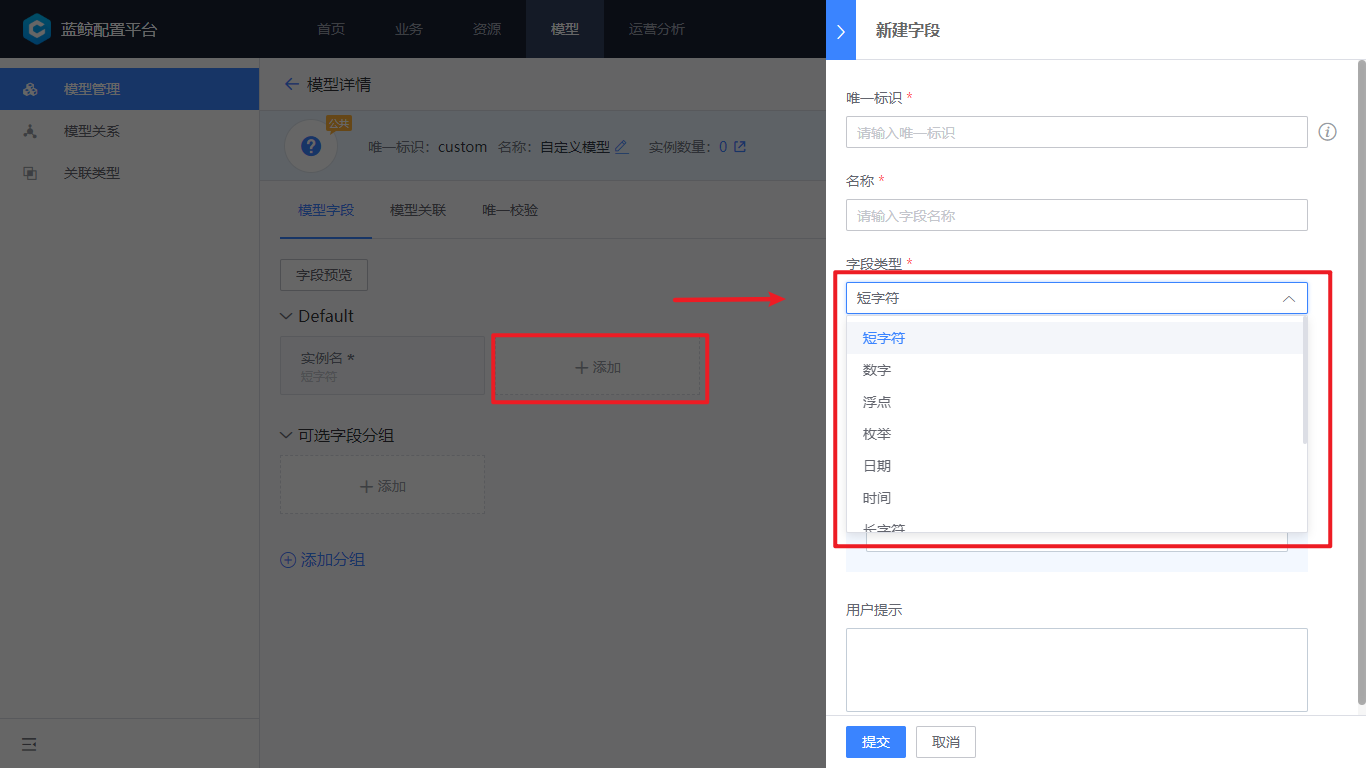 蓝鲸配置平台
首页 业务 资源 模型 运营分析
模型管理
模型关系
关联类型
模型详情
公共
唯一标识: custom 名称: 自定义模型 实例数量: 0
模型字段 模型关联 唯一校验
字段预览
Default
实例名 *
短字符
添加
可选字段分组
添加
添加分组
新建字段
唯一标识 *
请输入唯一标识
名称 *
请输入字段名称
字段类型 *
短字符
短字符
数字
浮点
枚举
日期
时间
长字符
用户提示
提交 取消